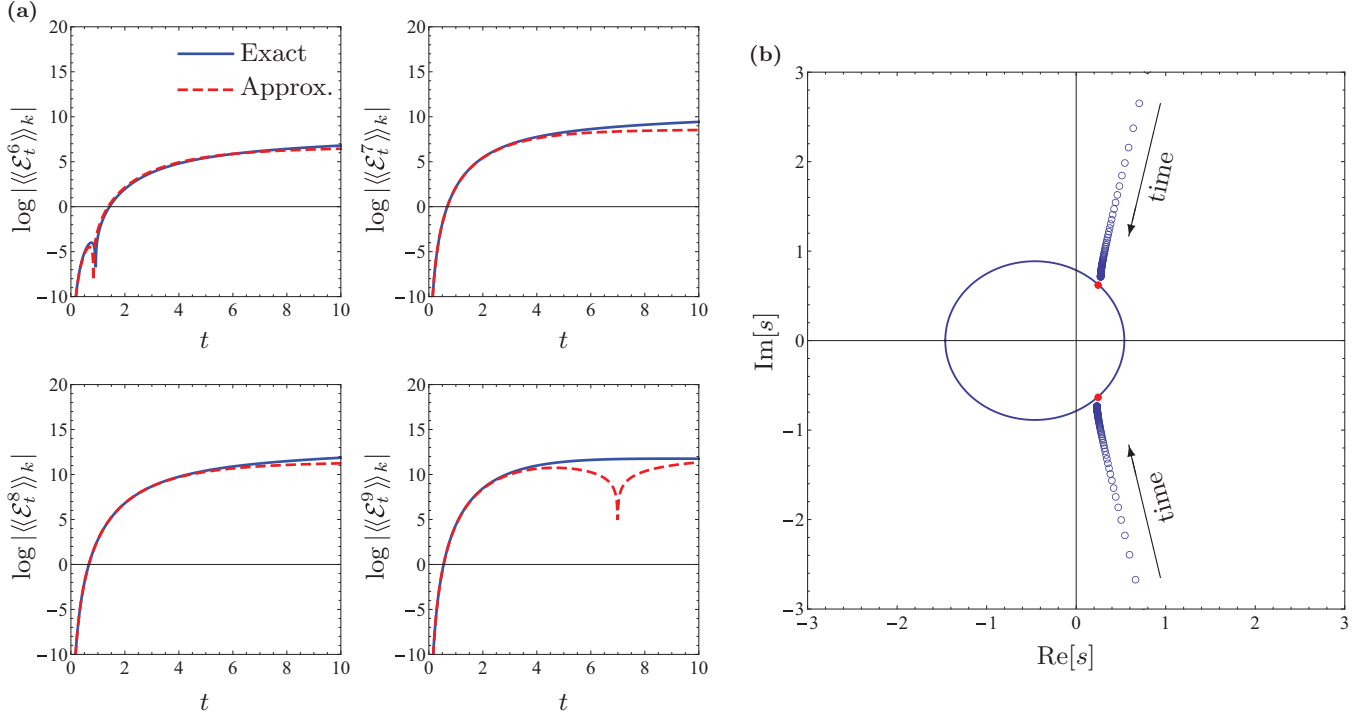 (a)
20
15
10
5
0
−5
−10
0 2 4 6 8 10
t
log |⟨⟨ℰ_t^6⟩⟩_k|
Exact
Approx.
20
15
10
5
0
−5
−10
0 2 4 6 8 10
t
log |⟨⟨ℰ_t^7⟩⟩_k|
20
15
10
5
0
−5
−10
0 2 4 6 8 10
t
log |⟨⟨ℰ_t^8⟩⟩_k|
20
15
10
5
0
−5
−10
0 2 4 6 8 10
t
log |⟨⟨ℰ_t^9⟩⟩_k|
(b)
3
2
1
0
−1
−2
−3
−3 −2 −1 0 1 2 3
Re[s]
Im[s]
time
time